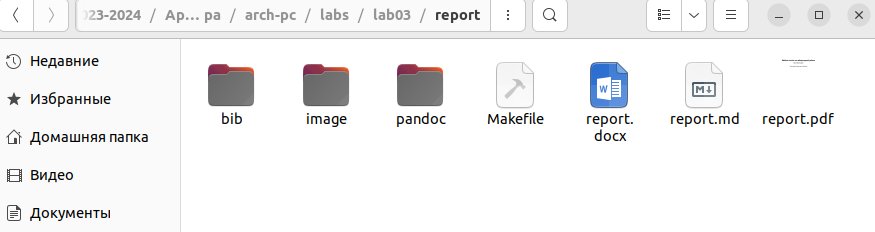 023-2024 / Ap... pa / arch-pc / labs / lab03 / report
Недавние
Избранные
Домашняя папка
Видео
Документы
bib
image
pandoc
Makefile
W
report.
docx
M
report.md
report.pdf